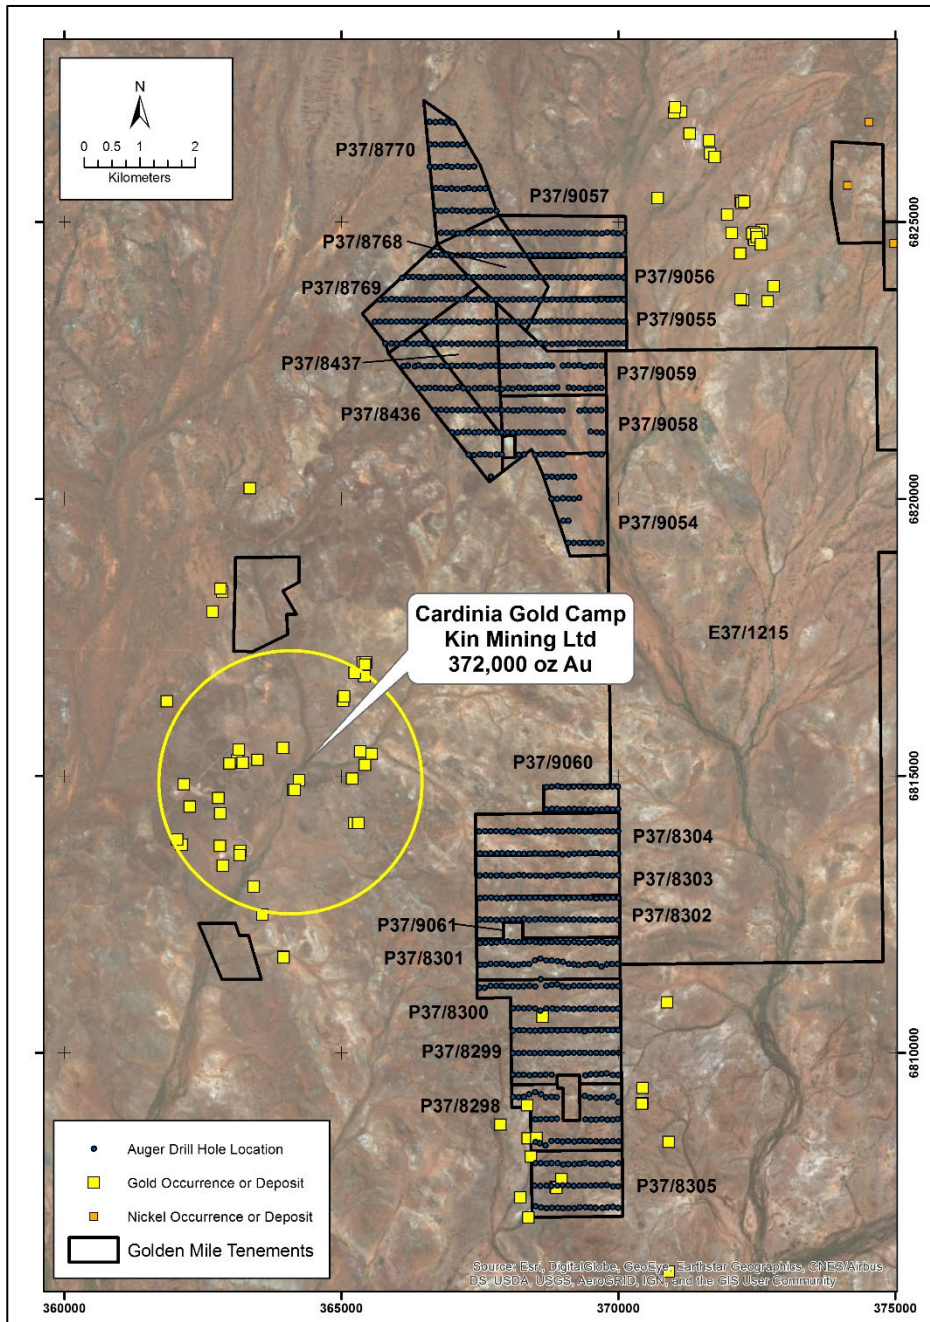 N
0 0.5 1 2
Kilometers
P37/8770
P37/9057
P37/8768
P37/8769
P37/9056
P37/9055
P37/8437
P37/9059
P37/8436
P37/9058
P37/9054
Cardinia Gold Camp
Kin Mining Ltd
372,000 oz Au
E37/1215
P37/9060
P37/8304
P37/8303
P37/8302
P37/9061
P37/8301
P37/8300
P37/8299
P37/8298
P37/8305
6825000
6820000
6815000
6810000
Auger Drill Hole Location
Gold Occurrence or Deposit
Nickel Occurrence or Deposit
Golden Mile Tenements
Source: Esri, DigitalGlobe, GeoEye, Earthstar Geographics, CNES/Airbus
DS, USDA, USGS, AeroGRID, IGN, and the GIS User Community
360000 365000 370000 375000